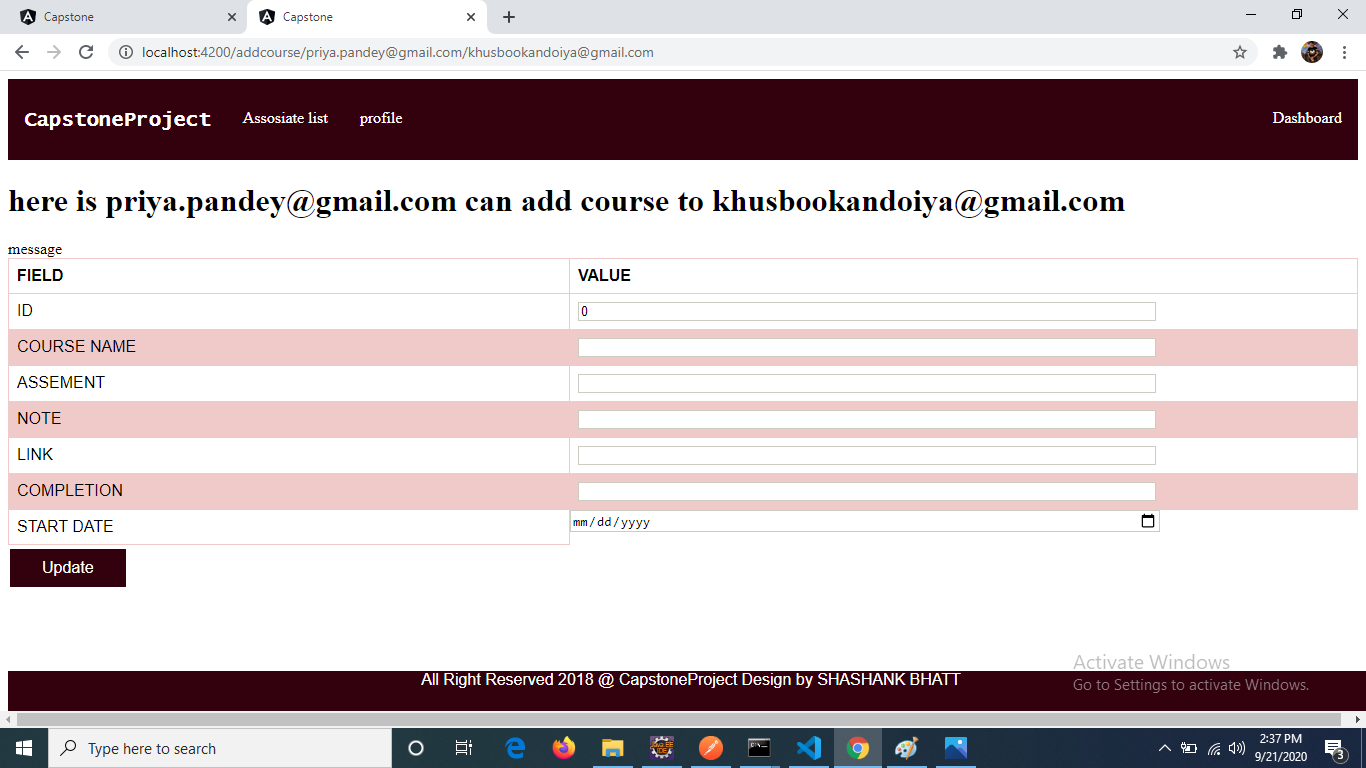 Capstone
Capstone
localhost:4200/addcourse/priya.pandey@gmail.com/khusbookandoiya@gmail.com
CapstoneProject Assosiate list profile Dashboard
here is priya.pandey@gmail.com can add course to khusbookandoiya@gmail.com
message
FIELD VALUE
ID 0
COURSE NAME
ASSEMENT
NOTE
LINK
COMPLETION
START DATE mm/dd/yyyy
Update
Activate Windows
Go to Settings to activate Windows.
All Right Reserved 2018 @ CapstoneProject Design by SHASHANK BHATT
Type here to search
2:37 PM
9/21/2020
3